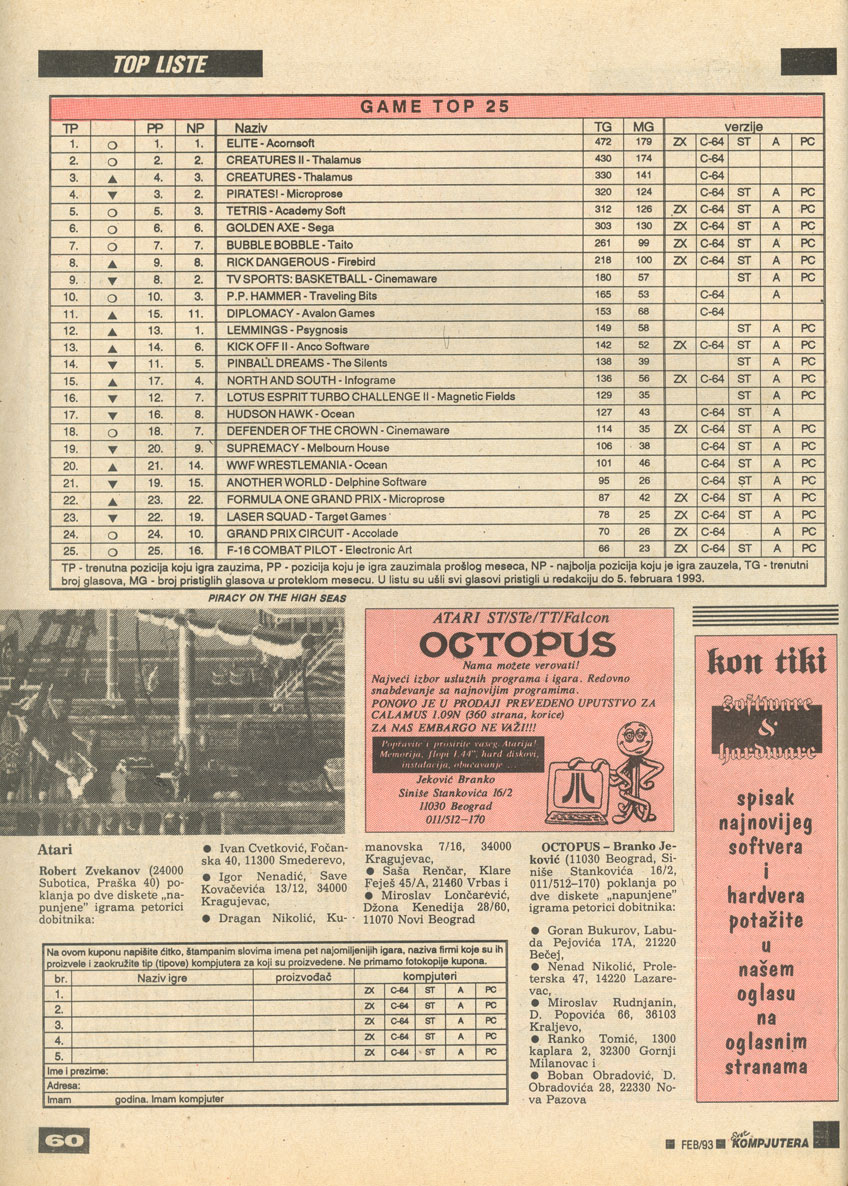 TOP LISTE
GAME TOP 25
TP PP NP Naziv TG MG verzije
1. 1. 1. ELITE - Acornsoft 472 179 ZX C-64 ST A PC
2. 2. 2. CREATURES II - Thalamus 430 174 C-64
3. 4. 3. CREATURES - Thalamus 330 141 C-64
4. 3. 2. PIRATES! - Microprose 320 124 C-64 ST A PC
5. 5. 3. TETRIS - Academy Soft 312 126 ZX C-64 ST A PC
6. 6. 6. GOLDEN AXE - Sega 303 130 ZX C-64 ST A PC
7. 7. 7. BUBBLE BOBBLE - Taito 261 99 ZX C-64 ST A PC
8. 9. 8. RICK DANGEROUS - Firebird 218 100 ZX C-64 ST A PC
9. 8. 2. TV SPORTS: BASKETBALL - Cinemaware 180 57 ST A PC
10. 10. 3. P.P. HAMMER - Traveling Bits 165 53 C-64 A
11. 15. 11. DIPLOMACY - Avalon Games 153 68 C-64
12. 13. 1. LEMMINGS - Psygnosis 149 58 ST A PC
13. 14. 6. KICK OFF II - Anco Software 142 52 ZX C-64 ST A PC
14. 11. 5. PINBALL DREAMS - The Silents 138 39 ST A PC
15. 17. 4. NORTH AND SOUTH - Infograme 136 56 ZX C-64 ST A PC
16. 12. 7. LOTUS ESPRIT TURBO CHALLENGE II - Magnetic Fields 129 35 ST A PC
17. 16. 8. HUDSON HAWK - Ocean 127 43 C-64 ST A
18. 18. 7. DEFENDER OF THE CROWN - Cinemaware 114 35 ZX C-64 ST A PC
19. 20. 9. SUPREMACY - Melbourn House 106 38 C-64 ST A PC
20. 21. 14. WWF WRESTLEMANIA - Ocean 101 46 C-64 ST A PC
21. 19. 15. ANOTHER WORLD - Delphine Software 95 26 ST A PC
22. 23. 22. FORMULA ONE GRAND PRIX - Microprose 87 42 ZX C-64 ST A PC
23. 22. 19. LASER SQUAD - Target Games 78 25 ZX C-64 ST A PC
24. 24. 10. GRAND PRIX CIRCUIT - Accolade 70 26 ZX C-64 A PC
25. 25. 16. F-16 COMBAT PILOT - Electronic Art 66 23 ZX C-64 ST A PC
TP - trenutna pozicija koju igra zauzima, PP - pozicija koju je igra zauzimala prošlog meseca, NP - najbolja pozicija koju je igra zauzela, TG - trenutni
broj glasova, MG - broj pristiglih glasova u proteklom mesecu. U listu su ušli svi glasovi pristigli u redakciju do 5. februara 1993.
PIRACY ON THE HIGH SEAS
ATARI ST/STe/TT/Falcon
OCTOPUS
Nama možete verovati!
Najveći izbor uslužnih programa i igara. Redovno
snabdevanje sa najnovijim programima.
PONOVO JE U PRODAJI PREVEDENO UPUTSTVO ZA
CALAMUS 1.09N (360 strana, korice)
ZA NAS EMBARGO NE VAŽI!!!
Popravite i proširite vašeg Atarija!
Memorija, flopi 1.44", hard diskovi,
instalacija, obučavanje ...
Jeković Branko
Siniše Stankovića 16/2
11030 Beograd
011/512-170
kon tiki
Software
&
hardware
spisak
najnovijeg
softvera
i
hardvera
potažite
u
našem
oglasu
na
oglasnim
stranama
Atari
Robert Zvekanov (24000
Subotica, Praška 40) po-
klanja po dve diskete „na-
punjene" igrama petorici
dobitnika:
● Ivan Cvetković, Fočan-
ska 40, 11300 Smederevo,
● Igor Nenadić, Save
Kovačevića 13/12, 34000
Kragujevac,
● Dragan Nikolić, Ku-
manovska 7/16, 34000
Kragujevac,
● Saša Renčar, Klare
Feješ 45/A, 21460 Vrbas i
● Miroslav Lončarević,
Džona Kenedija 28/60,
11070 Novi Beograd
OCTOPUS – Branko Je-
ković (11030 Beograd, Si-
niše Stankovića 16/2,
011/512-170) poklanja po
dve diskete „napunjene"
igrama petorici dobitnika:
● Goran Bukurov, Labu-
da Pejovića 17A, 21220
Bečej,
● Nenad Nikolić, Prole-
terska 47, 14220 Lazare-
vac,
● Miroslav Rudnjanin,
D. Popovića 66, 36103
Kraljevo,
● Ranko Tomić, 1300
kaplara 2, 32300 Gornji
Milanovac i
● Boban Obradović, D.
Obradovića 28, 22330 No-
va Pazova
Na ovom kuponu napišite čitko, štampanim slovima imena pet najomiljenijih igara, naziva firmi koje su ih
proizvele i zaokružite tip (tipove) kompjutera za koji su proizvedene. Ne primamo fotokopije kupona.
br. Naziv igre proizvođač kompjuteri
1. ZX C-64 ST A PC
2. ZX C-64 ST A PC
3. ZX C-64 ST A PC
4. ZX C-64 ST A PC
5. ZX C-64 ST A PC
Ime i prezime:
Adresa:
Imam godina. Imam kompjuter
60
FEB/93 Svet KOMPJUTERA